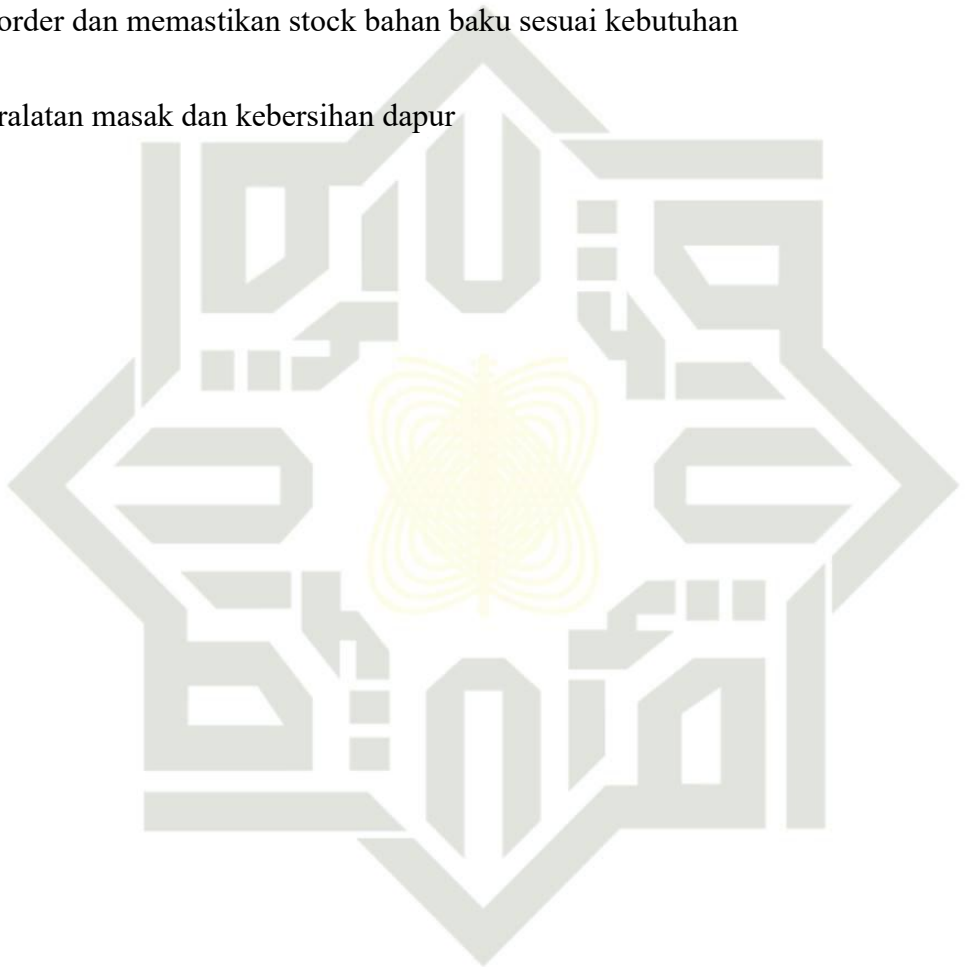 order dan memastikan stock bahan baku sesuai kebutuhan
ralatan masak dan kebersihan dapur